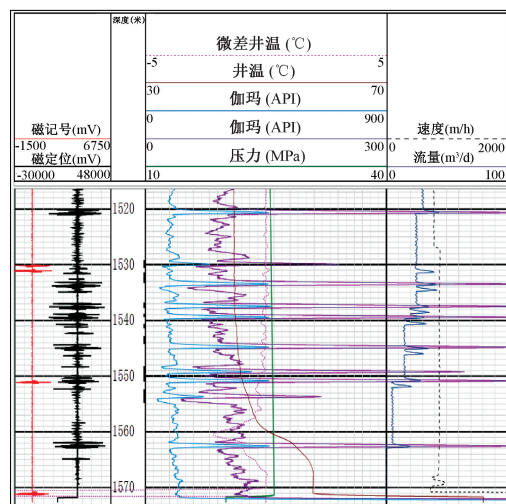 深度(米)
微差井温 (℃)
-5 5
井温 (℃)
30 70
伽玛 (API)
0 900
伽玛 (API)
0 300
压力 (MPa)
10 40
磁记号(mV)
-1500 6750
磁定位(mV)
-30000 48000
速度(m/h)
0 2000
流量(m³/d)
0 100
1520
1530
1540
1550
1560
1570